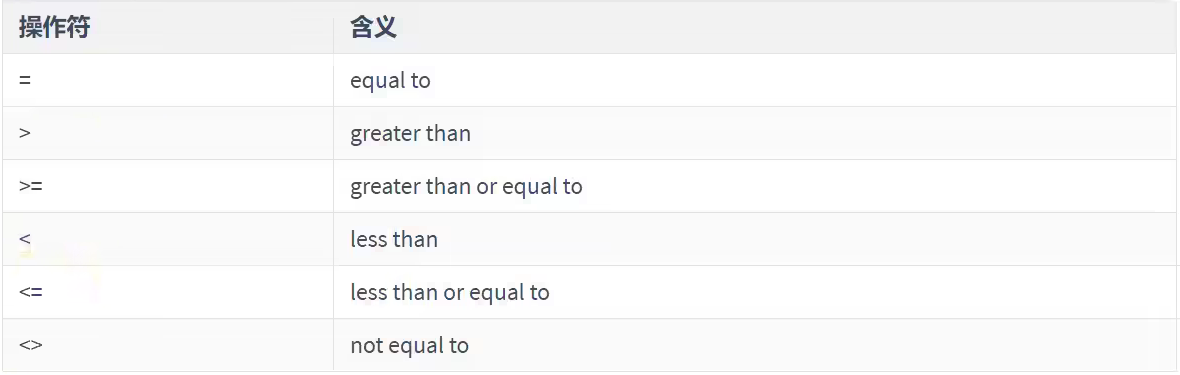 操作符 含义
= equal to
> greater than
>= greater than or equal to
< less than
<= less than or equal to
<> not equal to